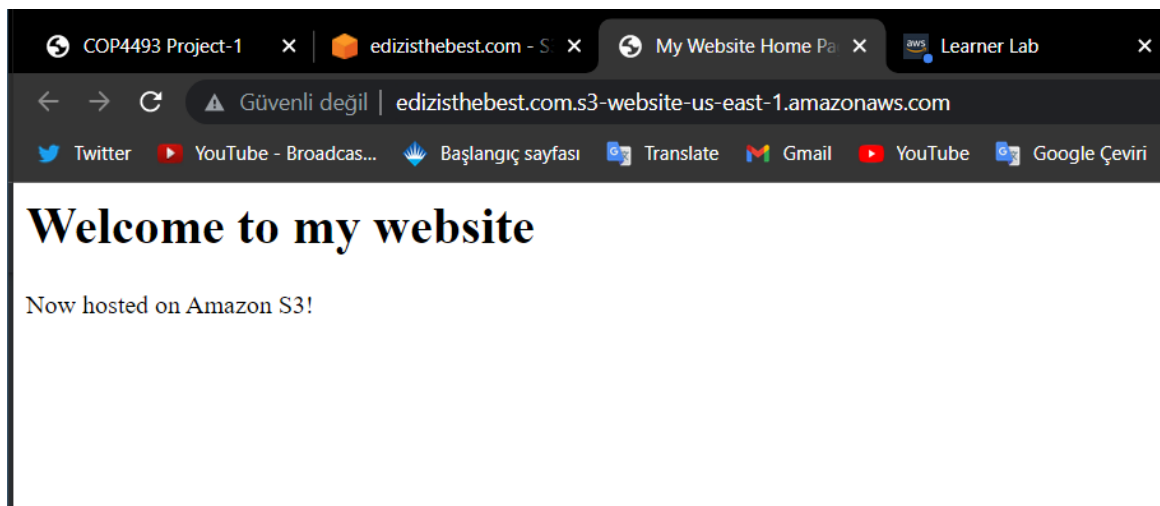 COP4493 Project-1
edizisthebest.com - S
My Website Home Pa
aws Learner Lab
Güvenli değil | edizisthebest.com.s3-website-us-east-1.amazonaws.com
Twitter YouTube - Broadcas... Başlangıç sayfası Translate Gmail YouTube Google Çeviri
Welcome to my website
Now hosted on Amazon S3!